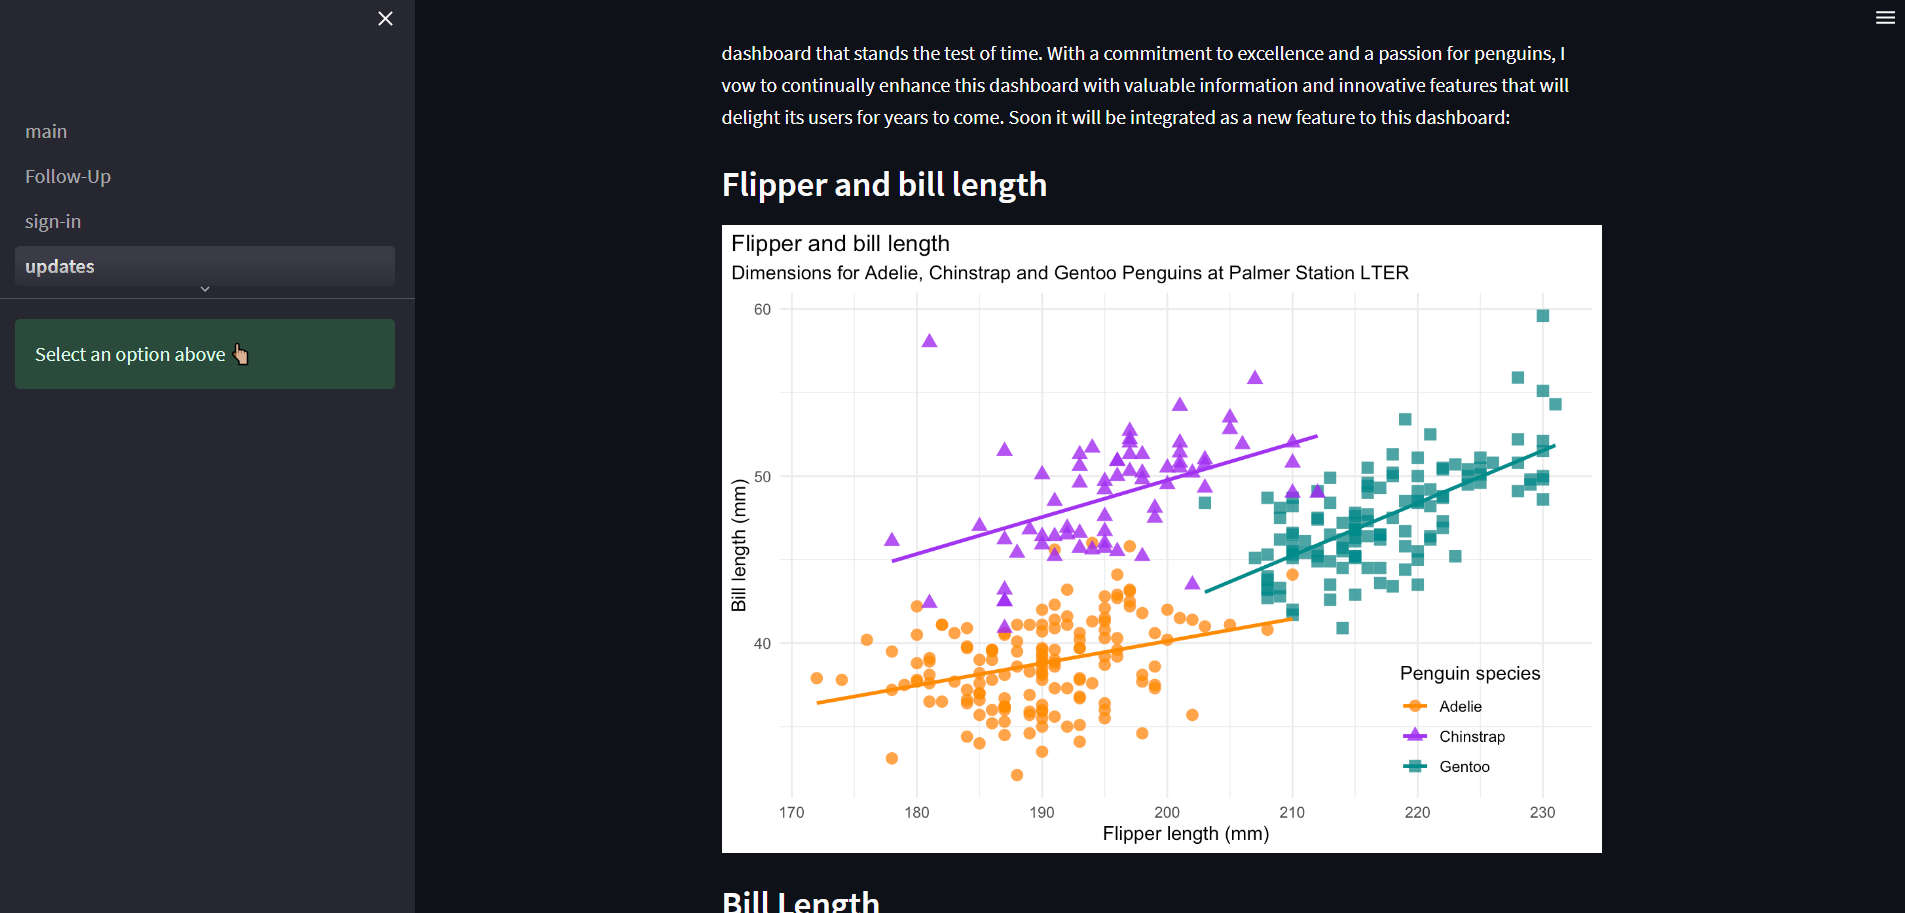 main
Follow-Up
sign-in
updates
Select an option above
dashboard that stands the test of time. With a commitment to excellence and a passion for penguins, I
vow to continually enhance this dashboard with valuable information and innovative features that will
delight its users for years to come. Soon it will be integrated as a new feature to this dashboard:
Flipper and bill length
Flipper and bill length
Dimensions for Adelie, Chinstrap and Gentoo Penguins at Palmer Station LTER
60
50
40
Bill length (mm)
Penguin species
Adelie
Chinstrap
Gentoo
170 180 190 200 210 220 230
Flipper length (mm)
Bill Length